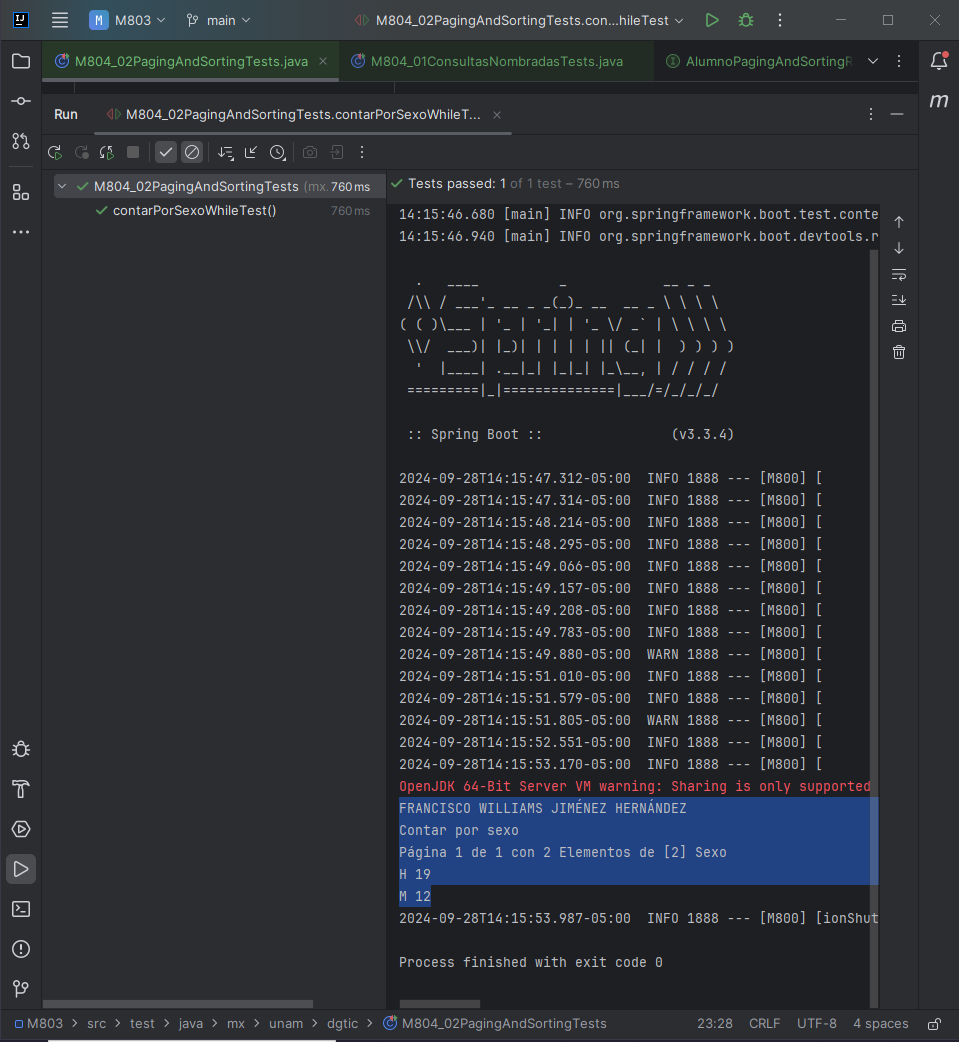 M M803 main M804_02PagingAndSortingTests.con...hileTest
M804_02PagingAndSortingTests.java M804_01ConsultasNombradasTests.java AlumnoPagingAndSortingR
Run M804_02PagingAndSortingTests.contarPorSexoWhileT...
M804_02PagingAndSortingTests (mx. 760 ms
contarPorSexoWhileTest() 760 ms
Tests passed: 1 of 1 test – 760 ms
14:15:46.680 [main] INFO org.springframework.boot.test.conte
14:15:46.940 [main] INFO org.springframework.boot.devtools.r
  .   ____          _            __ _ _
 /\\ / ___'_ __ _ _(_)_ __  __ _ \ \ \ \
( ( )\___ | '_ | '_| | '_ \/ _` | \ \ \ \
 \\/  ___)| |_)| | | | | || (_| |  ) ) ) )
  '  |____| .__|_| |_|_| |_\__, | / / / /
 =========|_|==============|___/=/_/_/_/
:: Spring Boot :: (v3.3.4)
2024-09-28T14:15:47.312-05:00  INFO 1888 --- [M800] [
2024-09-28T14:15:47.314-05:00  INFO 1888 --- [M800] [
2024-09-28T14:15:48.214-05:00  INFO 1888 --- [M800] [
2024-09-28T14:15:48.295-05:00  INFO 1888 --- [M800] [
2024-09-28T14:15:49.066-05:00  INFO 1888 --- [M800] [
2024-09-28T14:15:49.157-05:00  INFO 1888 --- [M800] [
2024-09-28T14:15:49.208-05:00  INFO 1888 --- [M800] [
2024-09-28T14:15:49.783-05:00  INFO 1888 --- [M800] [
2024-09-28T14:15:49.880-05:00  WARN 1888 --- [M800] [
2024-09-28T14:15:51.010-05:00  INFO 1888 --- [M800] [
2024-09-28T14:15:51.579-05:00  INFO 1888 --- [M800] [
2024-09-28T14:15:51.805-05:00  WARN 1888 --- [M800] [
2024-09-28T14:15:52.551-05:00  INFO 1888 --- [M800] [
2024-09-28T14:15:53.170-05:00  INFO 1888 --- [M800] [
OpenJDK 64-Bit Server VM warning: Sharing is only supported
FRANCISCO WILLIAMS JIMÉNEZ HERNÁNDEZ
Contar por sexo
Página 1 de 1 con 2 Elementos de [2] Sexo
H 19
M 12
2024-09-28T14:15:53.987-05:00  INFO 1888 --- [M800] [ionShut
Process finished with exit code 0
M803 > src > test > java > mx > unam > dgtic > M804_02PagingAndSortingTests 23:28 CRLF UTF-8 4 spaces